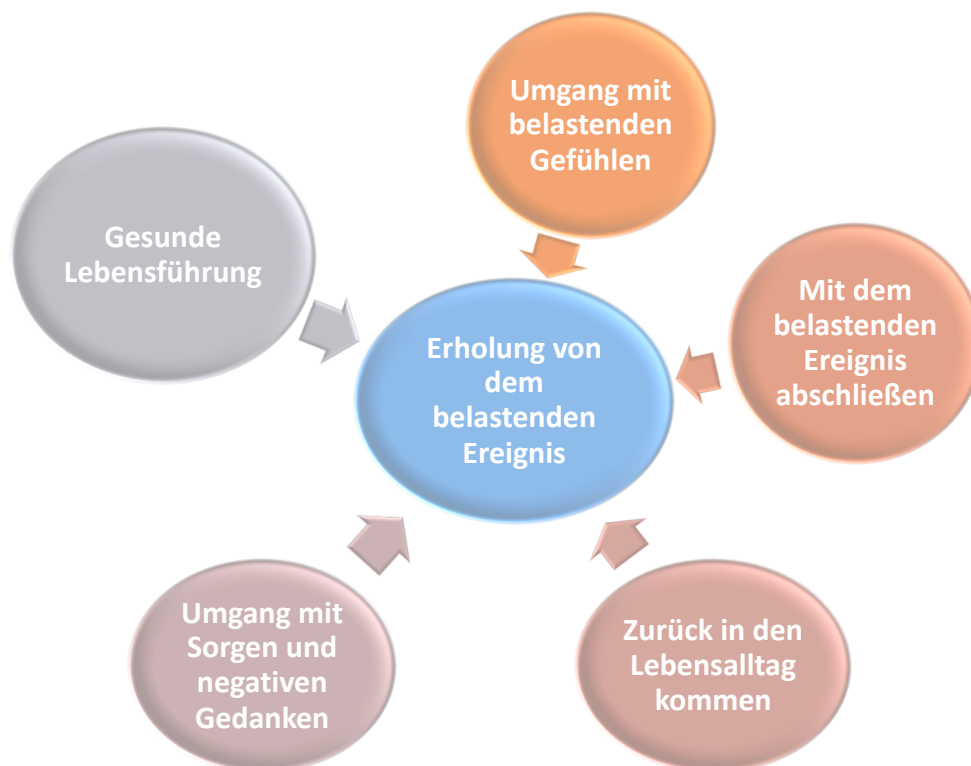 Umgang mit
belastenden
Gefühlen
Gesunde
Lebensführung
Mit dem
belastenden
Ereignis
abschließen
Erholung von
dem
belastenden
Ereignis
Umgang mit
Sorgen und
negativen
Gedanken
Zurück in den
Lebensalltag
kommen